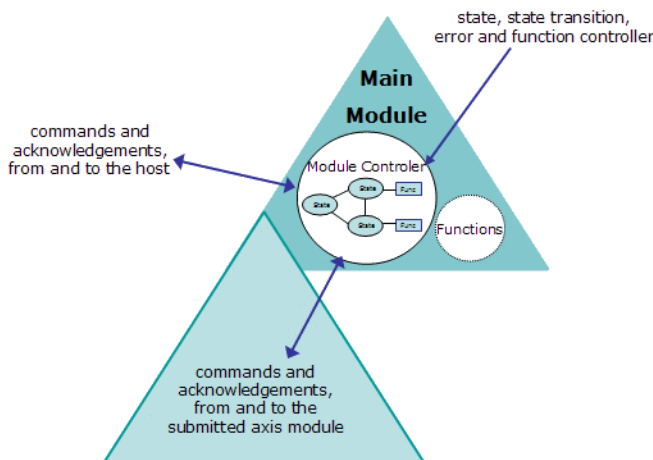 state, state transition,
error and function controller
Main
Module
commands and
acknowledgements,
from and to the host
Module Controler
State
Func
State
State
Func
Functions
commands and
acknowledgements,
from and to the
submitted axis module